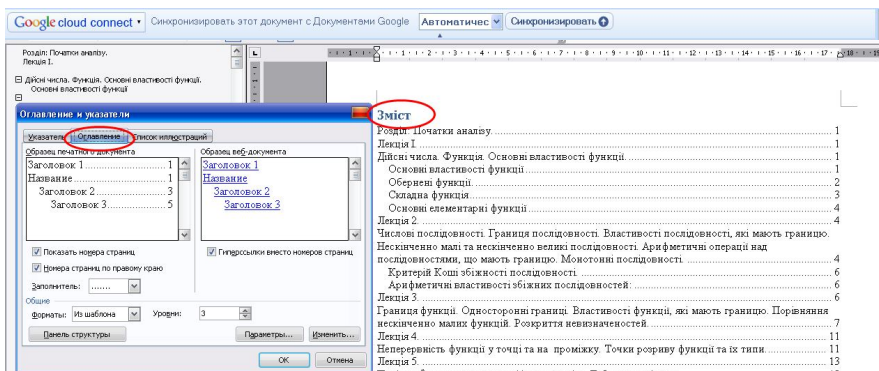 Google cloud connect Синхронизировать этот документ с Документами Google Автоматичес Синхронизировать
Розділ: Початки аналізу.
Лекція I.
Дійсні числа. Функція. Основні властивості функції.
Основні властивості функції
Оглавление и указатели
Указатель Оглавление Список иллюстраций
Образец печатного документа
Заголовок 1 1
Название 1
Заголовок 2 3
Заголовок 3 5
Образец веб-документа
Заголовок 1
Название
Заголовок 2
Заголовок 3
Показать номера страниц
Номера страниц по правому краю
Гиперссылки вместо номеров страниц
Заполнитель: .......
Общие
Форматы: Из шаблона Уровни: 3
Панель структуры Параметры... Изменить...
OK Отмена
Зміст
Розділ: Початки аналізу. 1
Лекція I. 1
Дійсні числа. Функція. Основні властивості функції. 1
Основні властивості функції 1
Обернені функції. 2
Складна функція 3
Основні елементарні функції 4
Лекція 2. 4
Числові послідовності. Границя послідовності. Властивості послідовності, які мають границю.
Нескінченно малі та нескінченно великі послідовності. Арифметичні операції над
послідовностями, що мають границю. Монотонні послідовності. 4
Критерій Коші збіжності послідовності. 6
Арифметичні властивості збіжних послідовностей: 6
Лекція 3. 6
Границя функції. Односторонні границі. Властивості функції, які мають границю. Порівняння
нескінченно малих функцій. Розкриття невизначеностей. 7
Лекція 4. 11
Неперервність функції у точці та на проміжку. Точки розриву функції та їх типи. 11
Лекція 5. 13